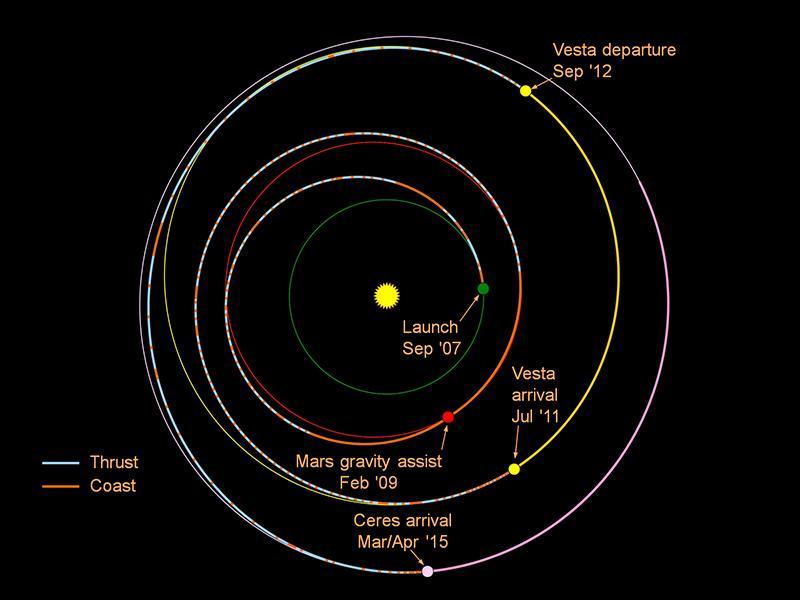 Vesta departure
Sep '12
Launch
Sep '07
Vesta
arrival
Jul '11
Mars gravity assist
Feb '09
Thrust
Coast
Ceres arrival
Mar/Apr '15